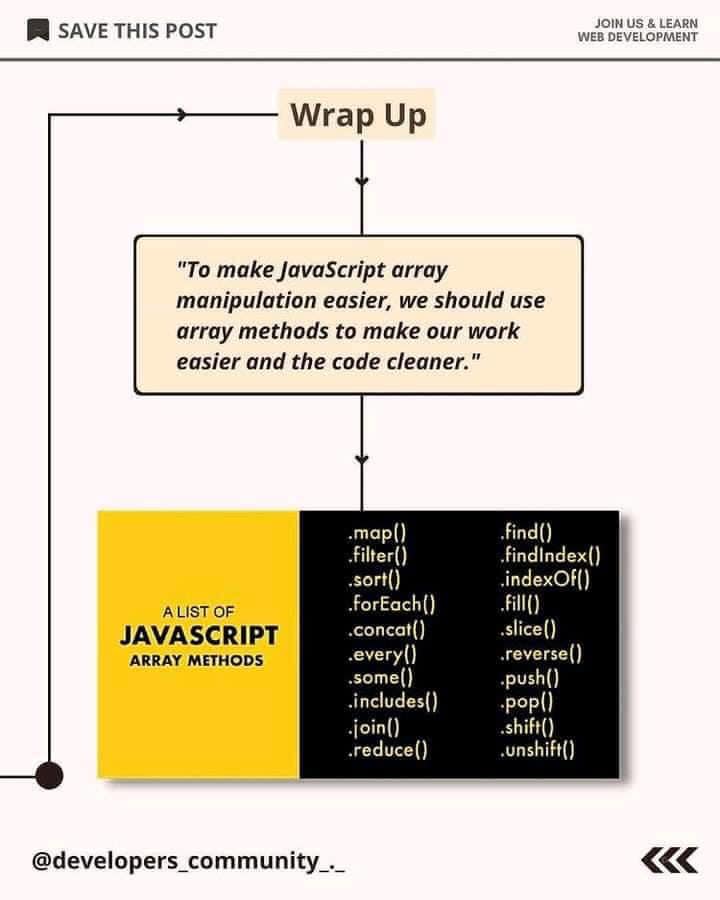 SAVE THIS POST
JOIN US & LEARN
WEB DEVELOPMENT
Wrap Up
"To make JavaScript array
manipulation easier, we should use
array methods to make our work
easier and the code cleaner."
A LIST OF
JAVASCRIPT
ARRAY METHODS
.map()
.filter()
.sort()
.forEach()
.concat()
.every()
.some()
.includes()
.join()
.reduce()
.find()
.findIndex()
.indexOf()
.fill()
.slice()
.reverse()
.push()
.pop()
.shift()
.unshift()
@developers_community_._